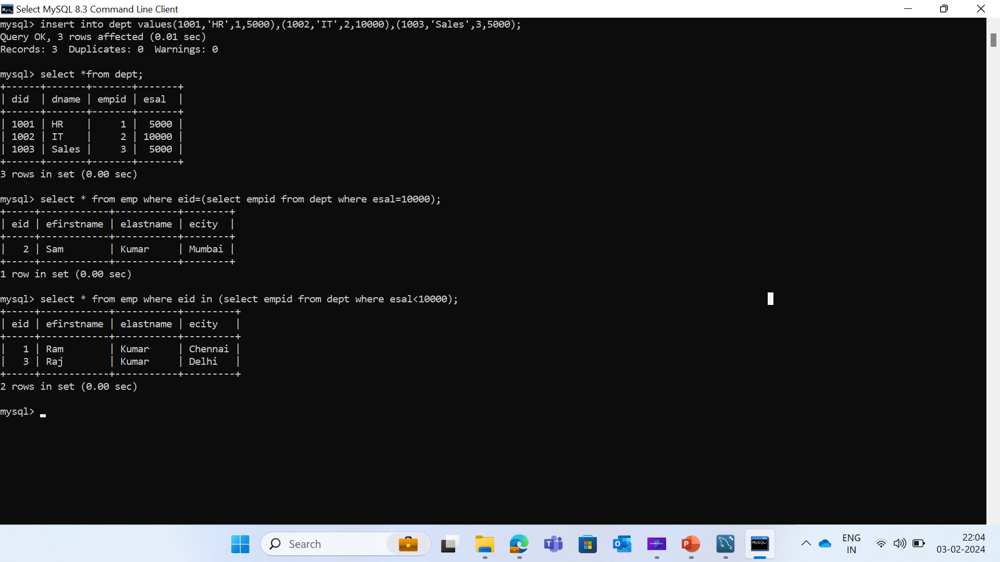 Select MySQL 8.3 Command Line Client
mysql> insert into dept values(1001,'HR',1,5000),(1002,'IT',2,10000),(1003,'Sales',3,5000);
Query OK, 3 rows affected (0.01 sec)
Records: 3  Duplicates: 0  Warnings: 0
mysql> select *from dept;
+------+-------+-------+-------+
| did  | dname | empid | esal  |
+------+-------+-------+-------+
| 1001 | HR    |     1 |  5000 |
| 1002 | IT    |     2 | 10000 |
| 1003 | Sales |     3 |  5000 |
+------+-------+-------+-------+
3 rows in set (0.00 sec)
mysql> select * from emp where eid=(select empid from dept where esal=10000);
+-----+------------+-----------+--------+
| eid | efirstname | elastname | ecity  |
+-----+------------+-----------+--------+
|   2 | Sam        | Kumar     | Mumbai |
+-----+------------+-----------+--------+
1 row in set (0.00 sec)
mysql> select * from emp where eid in (select empid from dept where esal<10000);
+-----+------------+-----------+---------+
| eid | efirstname | elastname | ecity   |
+-----+------------+-----------+---------+
|   1 | Ram        | Kumar     | Chennai |
|   3 | Raj        | Kumar     | Delhi   |
+-----+------------+-----------+---------+
2 rows in set (0.00 sec)
mysql>
Search
ENG
IN
22:04
03-02-2024